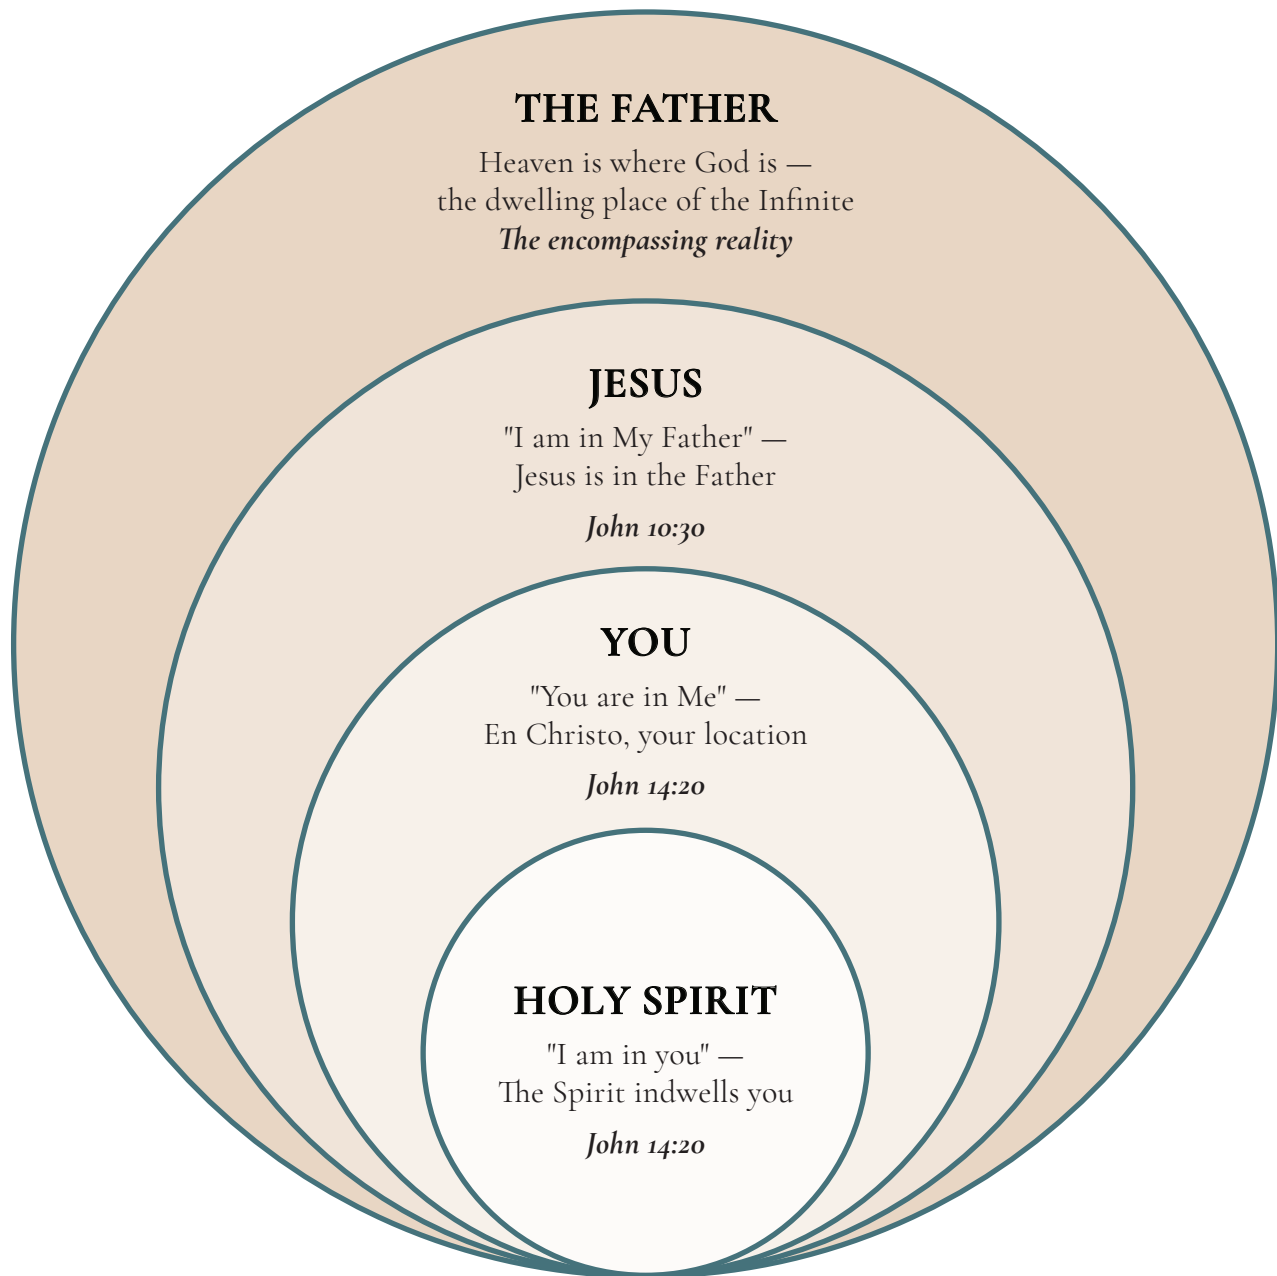 THE FATHER
Heaven is where God is —
the dwelling place of the Infinite
The encompassing reality
JESUS
"I am in My Father" —
Jesus is in the Father
John 10:30
YOU
"You are in Me" —
En Christo, your location
John 14:20
HOLY SPIRIT
"I am in you" —
The Spirit indwells you
John 14:20